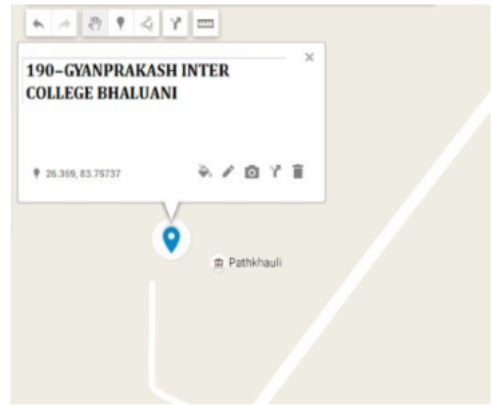 190–GYANPRAKASH INTER
COLLEGE BHALUANI
26.369, 83.75737
Pathkhauli